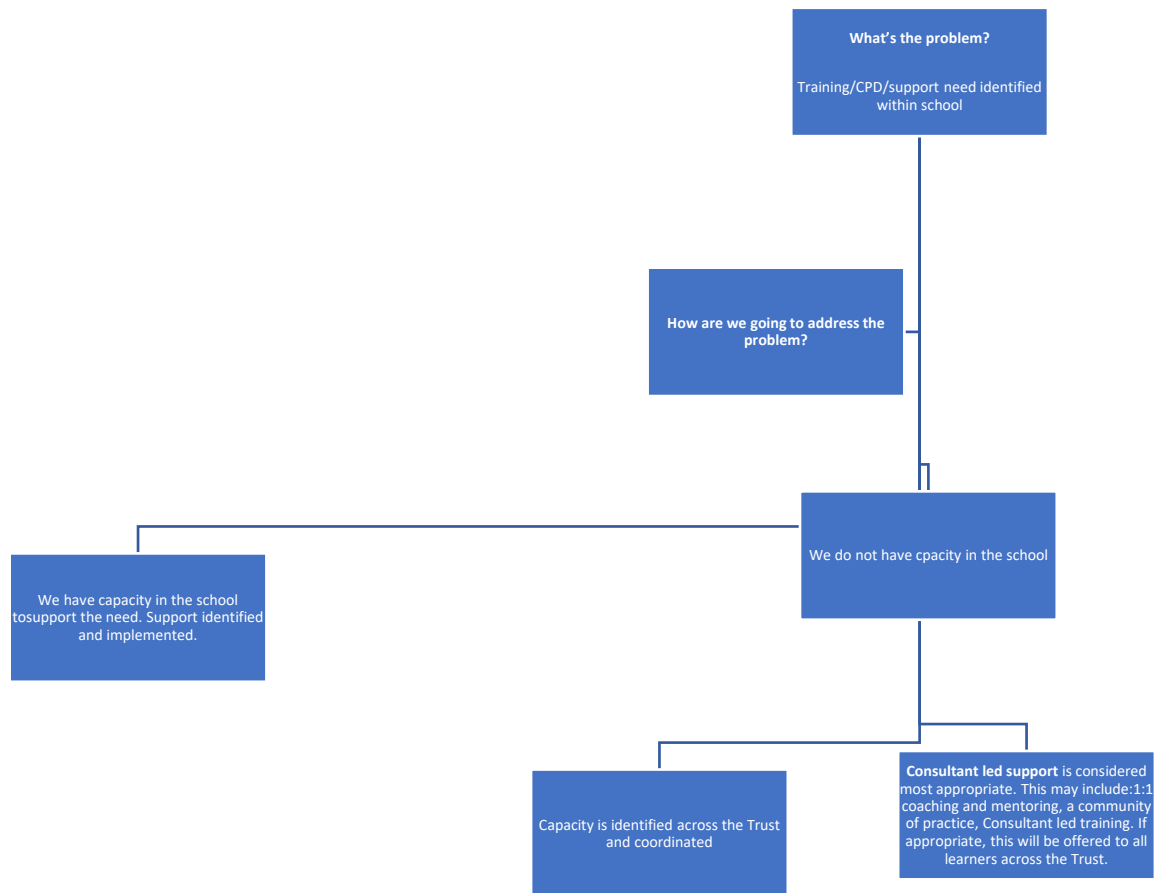 What’s the problem?
Training/CPD/support need identified
within school
How are we going to address the
problem?
We do not have cpacity in the school
We have capacity in the school
tosupport the need. Support identified
and implemented.
Capacity is identified across the Trust
and coordinated
Consultant led support is considered
most appropriate. This may include:1:1
coaching and mentoring, a community
of practice, Consultant led training. If
appropriate, this will be offered to all
learners across the Trust.